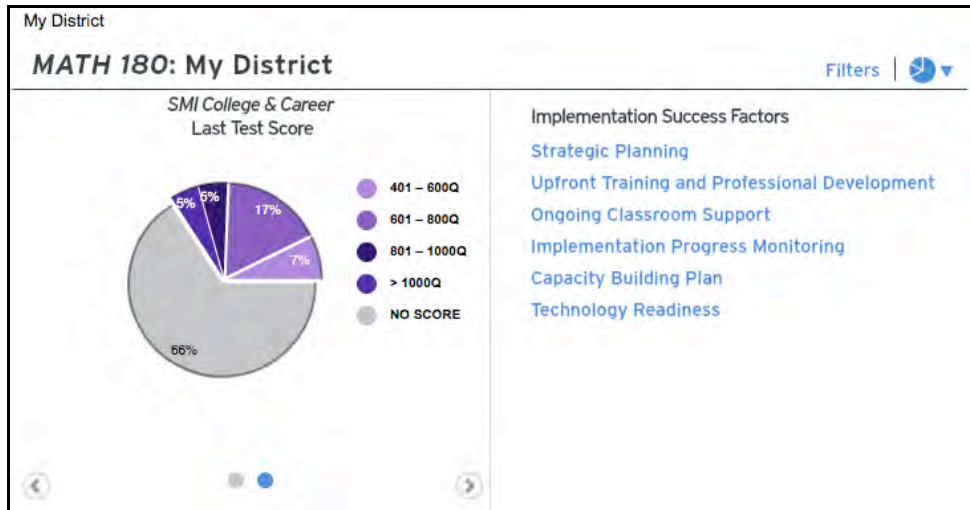 My District
MATH 180: My District
Filters
SMI College & Career
Last Test Score
5%
5%
17%
7%
66%
401 – 600Q
601 – 800Q
801 – 1000Q
> 1000Q
NO SCORE
Implementation Success Factors
Strategic Planning
Upfront Training and Professional Development
Ongoing Classroom Support
Implementation Progress Monitoring
Capacity Building Plan
Technology Readiness